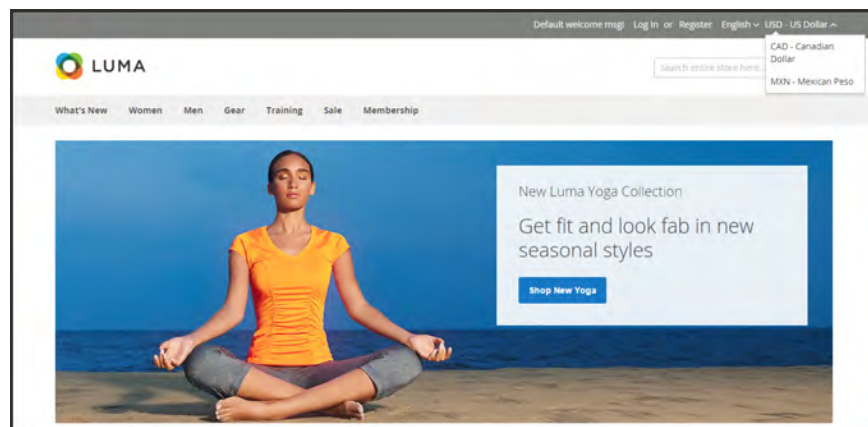 Default welcome msg! Log In or Register English USD - US Dollar
CAD - Canadian
Dollar
MXN - Mexican Peso
LUMA
Search entire store here...
What's New Women Men Gear Training Sale Membership
New Luma Yoga Collection
Get fit and look fab in new
seasonal styles
Shop New Yoga